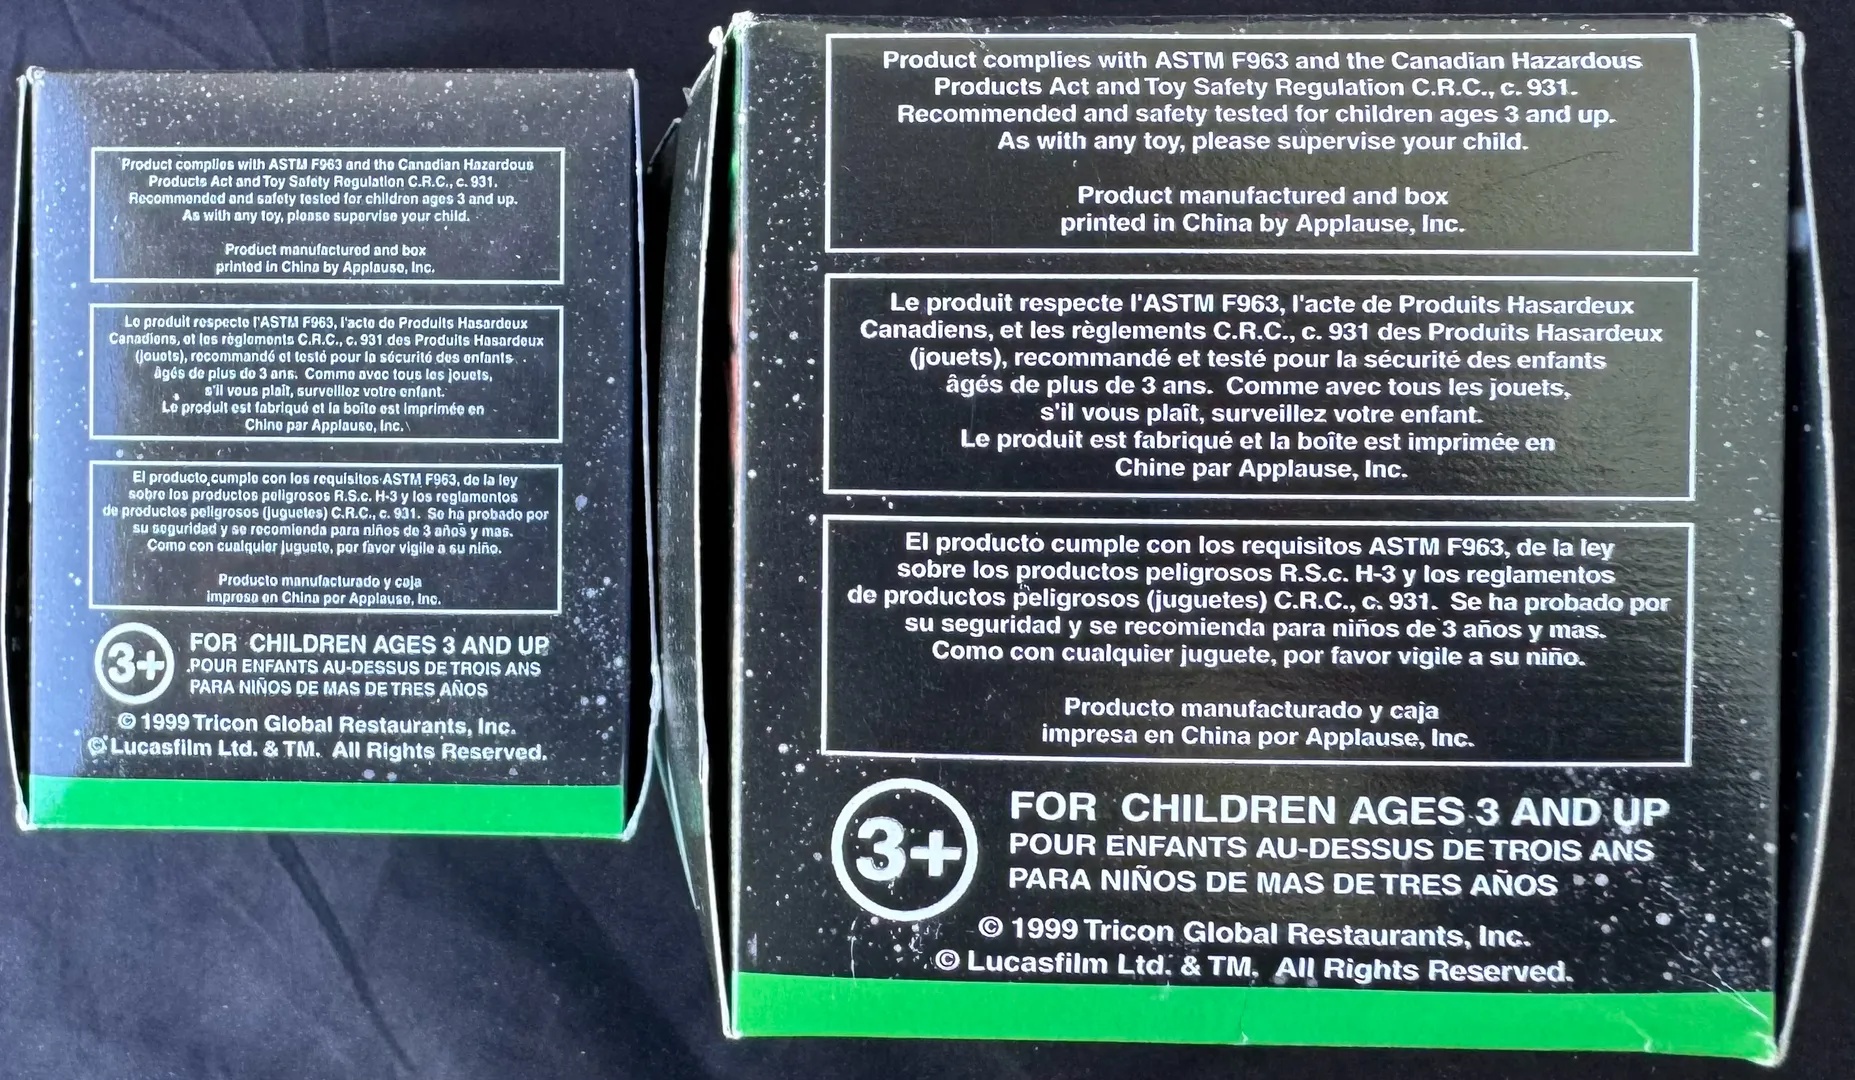 Product complies with ASTM F963 and the Canadian Hazardous
Products Act and Toy Safety Regulation C.R.C., c. 931.
Recommended and safety tested for children ages 3 and up.
As with any toy, please supervise your child.
Product manufactured and box
printed in China by Applause, Inc.
Le produit respecte l'ASTM F963, l'acte de Produits Hasardeux
Canadiens, et les règlements C.R.C., c. 931 des Produits Hasardeux
(jouets), recommandé et testé pour la sécurité des enfants
âgés de plus de 3 ans. Comme avec tous les jouets,
s'il vous plaît, surveillez votre enfant.
Le produit est fabriqué et la boîte est imprimée en
Chine par Applause, Inc.
El producto cumple con los requisitos ASTM F963, de la ley
sobre los productos peligrosos R.S.c. H-3 y los reglamentos
de productos peligrosos (juguetes) C.R.C., c. 931. Se ha probado por
su seguridad y se recomienda para niños de 3 años y mas.
Como con cualquier juguete, por favor vigile a su niño.
Producto manufacturado y caja
impresa en China por Applause, Inc.
3+
FOR CHILDREN AGES 3 AND UP
POUR ENFANTS AU-DESSUS DE TROIS ANS
PARA NIÑOS DE MAS DE TRES AÑOS
© 1999 Tricon Global Restaurants, Inc.
© Lucasfilm Ltd. & TM. All Rights Reserved.
Product complies with ASTM F963 and the Canadian Hazardous
Products Act and Toy Safety Regulation C.R.C., c. 931.
Recommended and safety tested for children ages 3 and up.
As with any toy, please supervise your child.
Product manufactured and box
printed in China by Applause, Inc.
Le produit respecte l'ASTM F963, l'acte de Produits Hasardeux
Canadiens, et les règlements C.R.C., c. 931 des Produits Hasardeux
(jouets), recommandé et testé pour la sécurité des enfants
âgés de plus de 3 ans. Comme avec tous les jouets,
s'il vous plaît, surveillez votre enfant.
Le produit est fabriqué et la boîte est imprimée en
Chine par Applause, Inc.
El producto cumple con los requisitos ASTM F963, de la ley
sobre los productos peligrosos R.S.c. H-3 y los reglamentos
de productos peligrosos (juguetes) C.R.C., c. 931. Se ha probado por
su seguridad y se recomienda para niños de 3 años y mas.
Como con cualquier juguete, por favor vigile a su niño.
Producto manufacturado y caja
impresa en China por Applause, Inc.
3+
FOR CHILDREN AGES 3 AND UP
POUR ENFANTS AU-DESSUS DE TROIS ANS
PARA NIÑOS DE MAS DE TRES AÑOS
© 1999 Tricon Global Restaurants, Inc.
© Lucasfilm Ltd. & TM. All Rights Reserved.